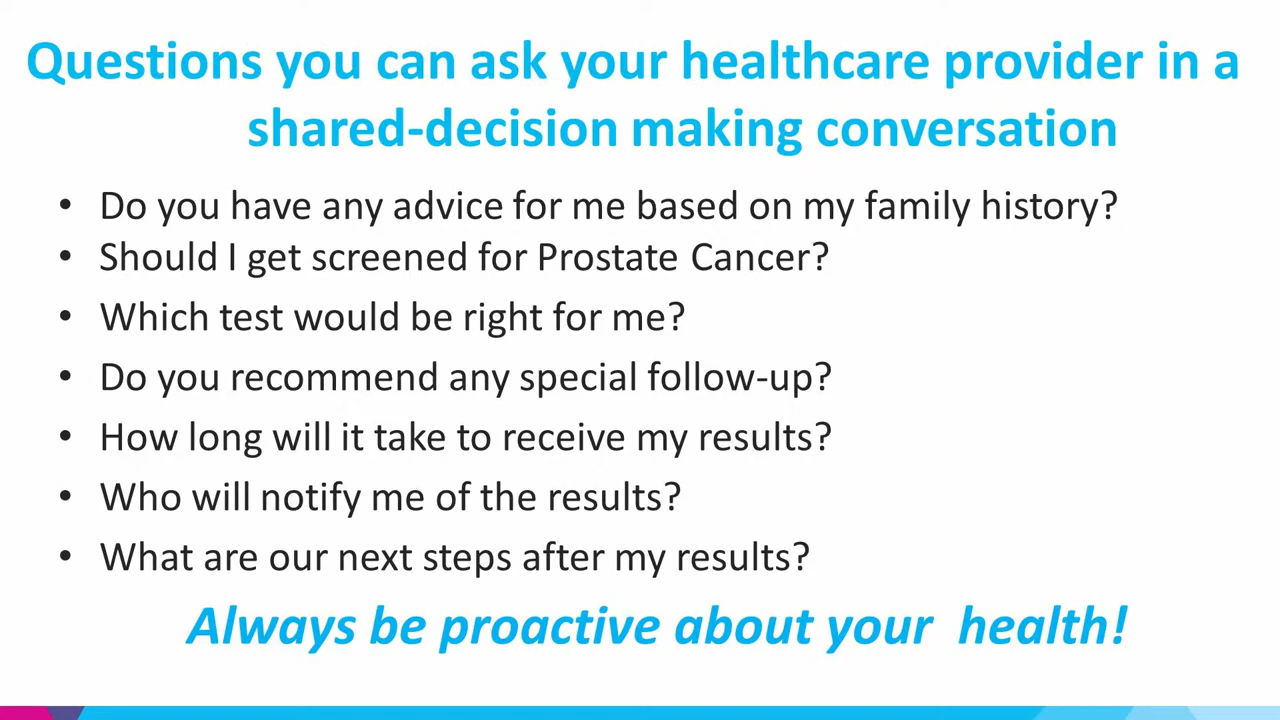 Questions you can ask your healthcare provider in a
shared-decision making conversation
• Do you have any advice for me based on my family history?
• Should I get screened for Prostate Cancer?
• Which test would be right for me?
• Do you recommend any special follow-up?
• How long will it take to receive my results?
• Who will notify me of the results?
• What are our next steps after my results?
Always be proactive about your health!